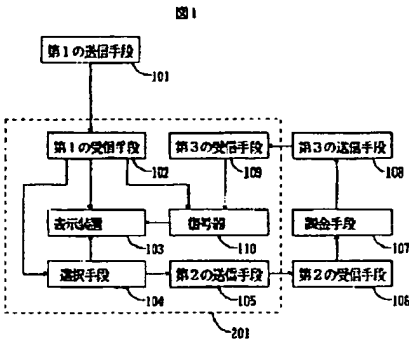 図1
第1の送信手段
101
第1の受信手段
102
第3の受信手段
109
第3の送信手段
108
表示装置
103
110
課金手段
107
選択手段
104
第2の送信手段
105
第2の受信手段
106
201